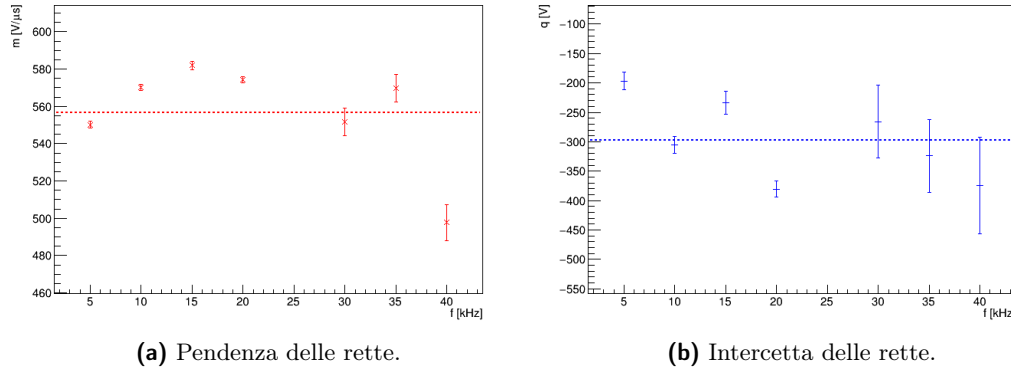 m [V/μs]
600
580
560
540
520
500
480
460
5 10 15 20 25 30 35 40
f [kHz]
(a) Pendenza delle rette.
q [V]
−100
−150
−200
−250
−300
−350
−400
−450
−500
−550
5 10 15 20 25 30 35 40
f [kHz]
(b) Intercetta delle rette.